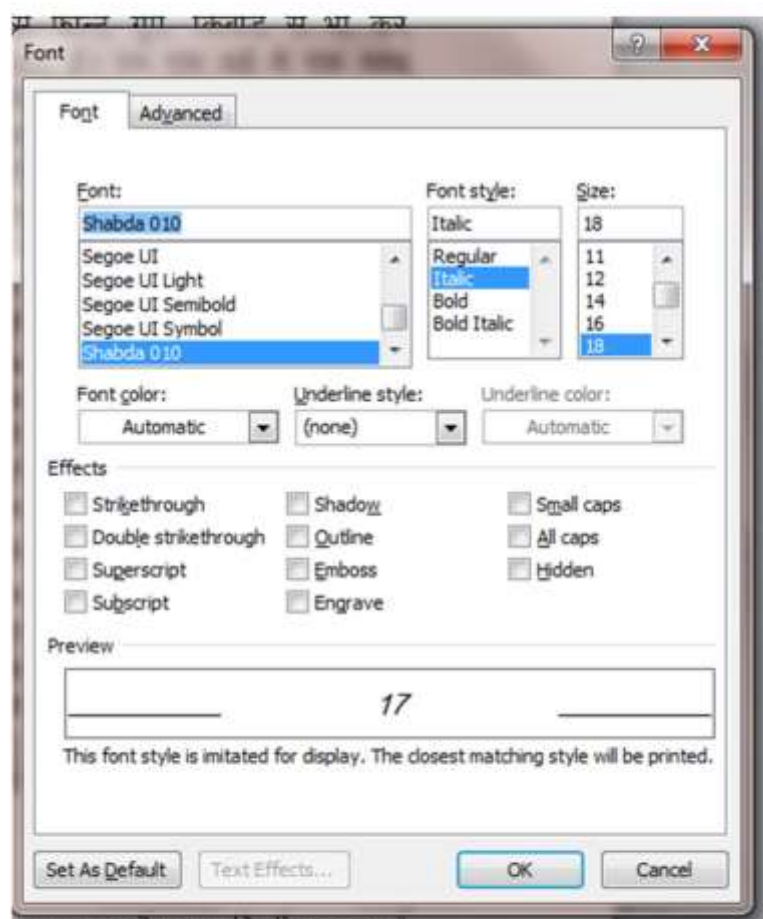 Font
? X
Font Advanced
Font: Font style: Size:
Shabda 010 Italic 18
Segoe UI Regular 11
Segoe UI Light Italic 12
Segoe UI Semibold Bold 14
Segoe UI Symbol Bold Italic 16
Shabda 010 18
Font color: Underline style: Underline color:
Automatic (none) Automatic
Effects
Strikethrough Shadow Small caps
Double strikethrough Outline All caps
Superscript Emboss Hidden
Subscript Engrave
Preview
17
This font style is imitated for display. The closest matching style will be printed.
Set As Default Text Effects... OK Cancel